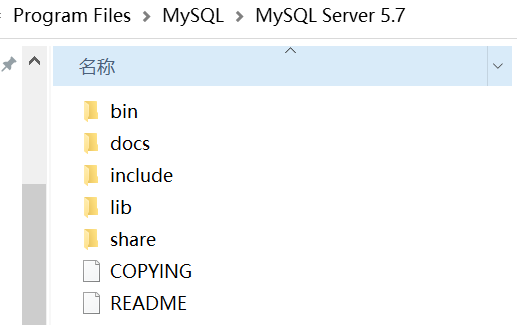 Program Files > MySQL > MySQL Server 5.7
名称
bin
docs
include
lib
share
COPYING
README